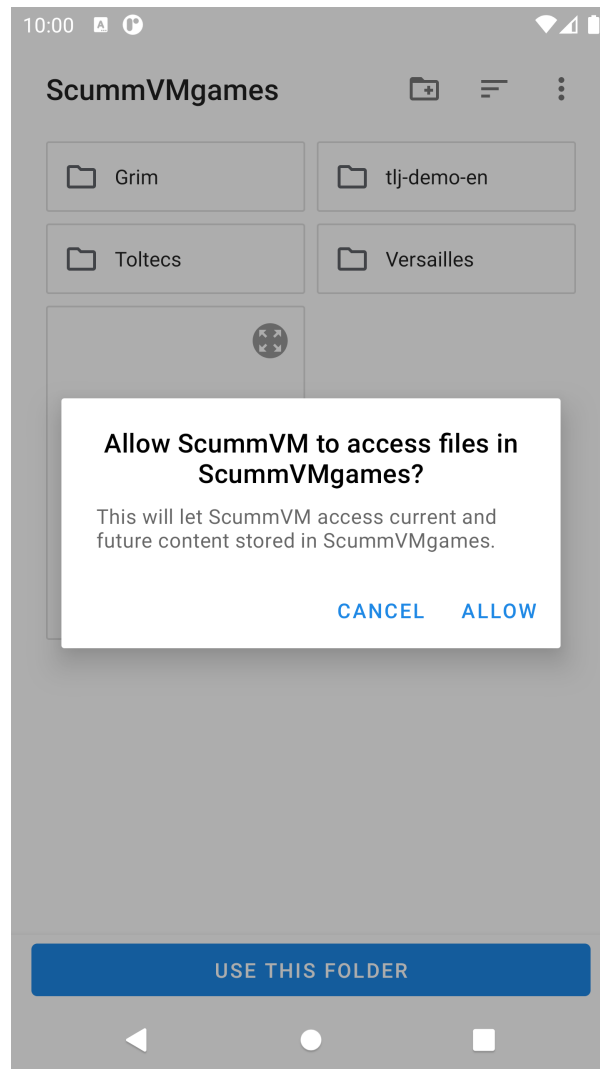 10:00
ScummVMgames
Grim
tlj-demo-en
Toltecs
Versailles
Allow ScummVM to access files in
ScummVMgames?
This will let ScummVM access current and
future content stored in ScummVMgames.
CANCEL
ALLOW
USE THIS FOLDER